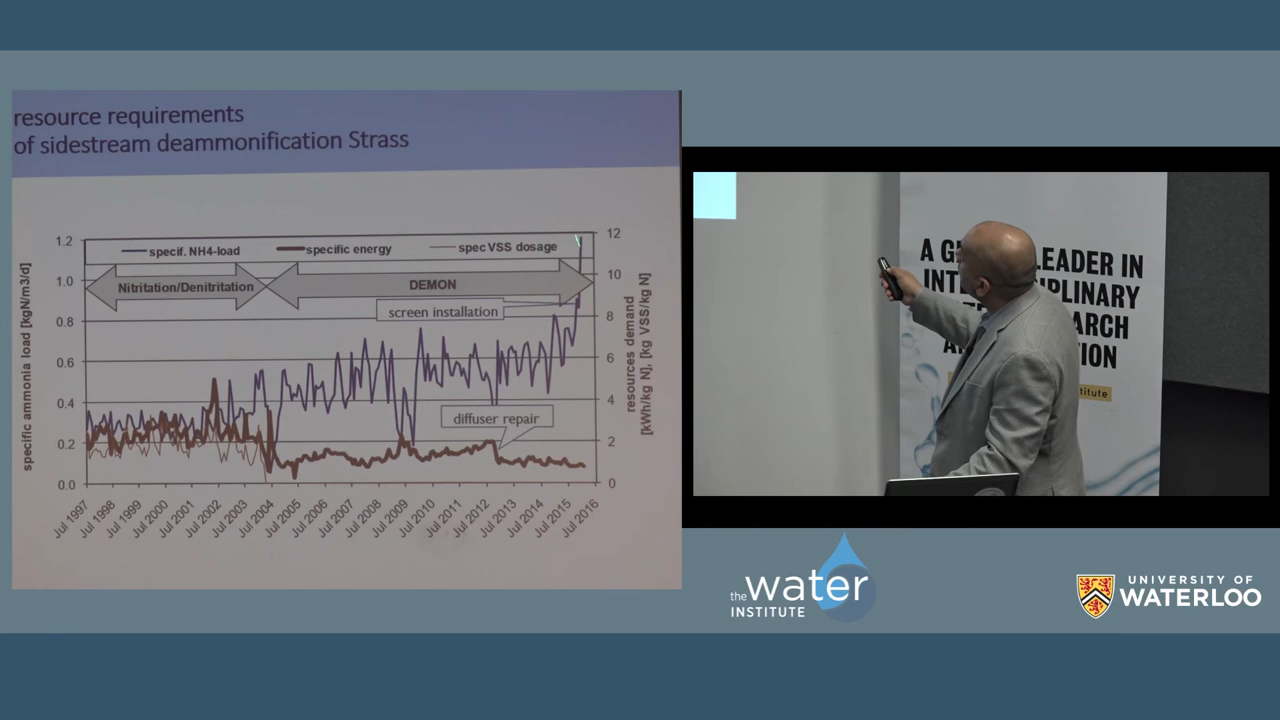 resource requirements
of sidestream deammonification Strass
specif. NH4-load
specific energy
spec VSS dosage
Nitritation/Denitritation
DEMON
screen installation
diffuser repair
specific ammonia load [kgN/m3/d]
1.2
1.0
0.8
0.6
0.4
0.2
0.0
12
10
8
6
4
2
0
resources demand
[kWh/kg N], [kg VSS/kg N]
Jul 1997
Jul 1998
Jul 1999
Jul 2000
Jul 2001
Jul 2002
Jul 2003
Jul 2004
Jul 2005
Jul 2006
Jul 2007
Jul 2008
Jul 2009
Jul 2010
Jul 2011
Jul 2012
Jul 2013
Jul 2014
Jul 2015
Jul 2016
LEADER IN
the water
INSTITUTE
UNIVERSITY OF
WATERLOO